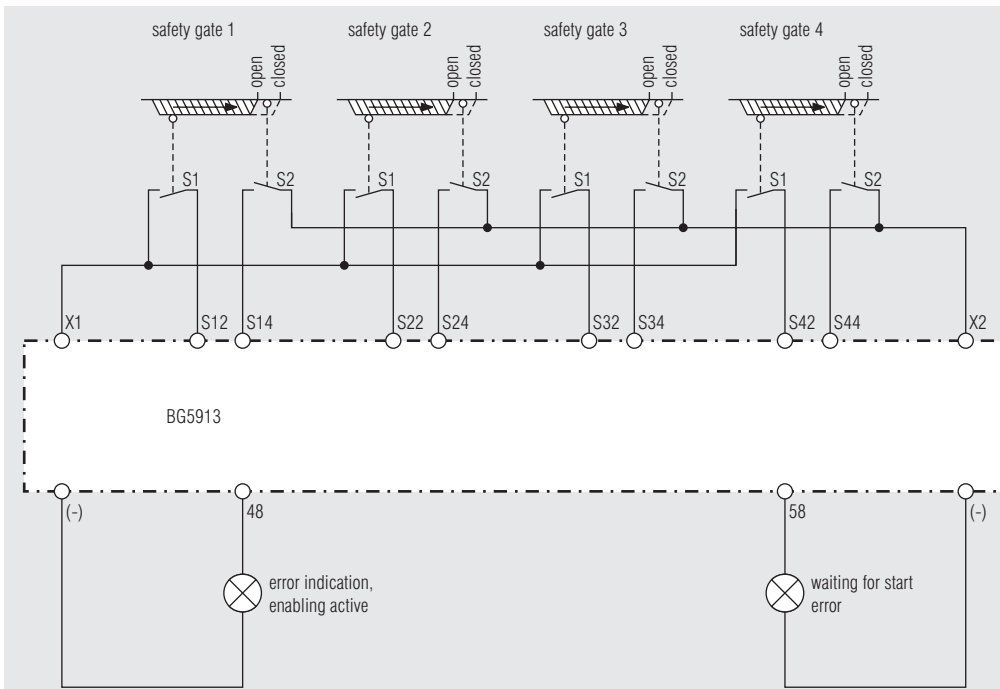 safety gate 1
safety gate 2
safety gate 3
safety gate 4
open
closed
open
closed
open
closed
open
closed
S1
S2
S1
S2
S1
S2
S1
S2
X1
S12
S14
S22
S24
S32
S34
S42
S44
X2
BG5913
(-)
48
58
(-)
error indication,
enabling active
waiting for start
error